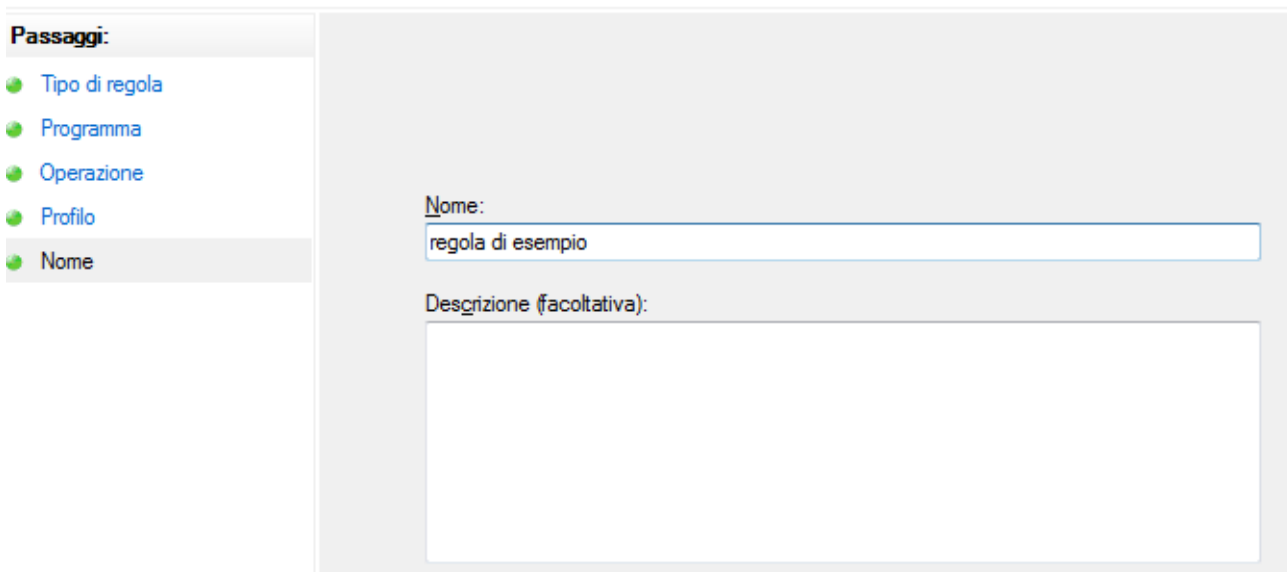 Passaggi:
Tipo di regola
Programma
Operazione
Profilo
Nome
Nome:
regola di esempio
Descrizione (facoltativa):